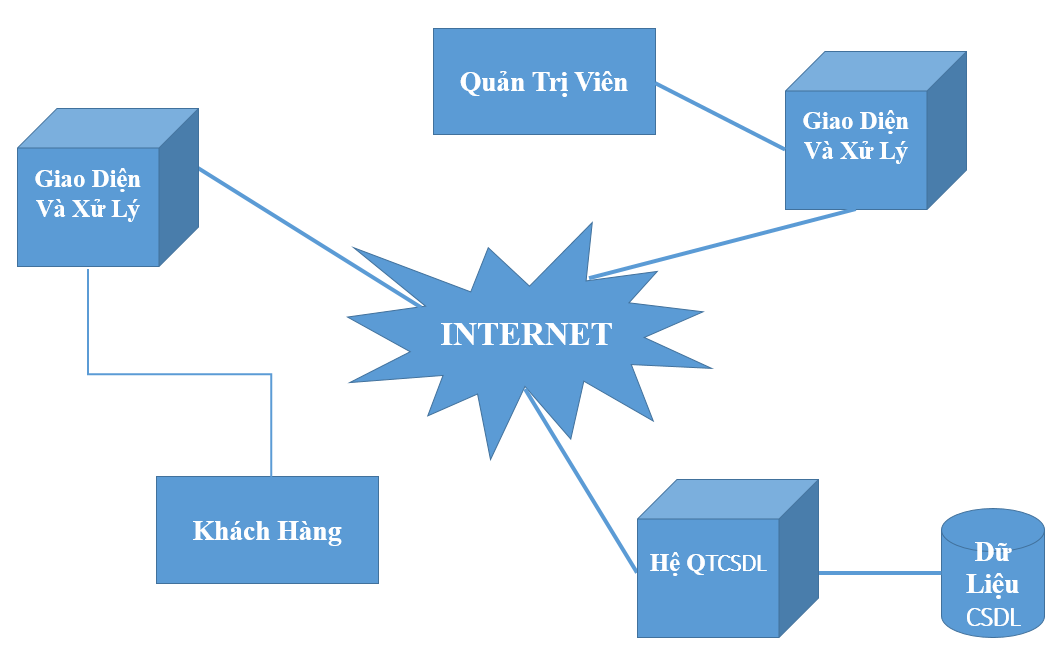 Quản Trị Viên
Giao Diện
Và Xử Lý
Giao Diện
Và Xử Lý
INTERNET
Khách Hàng
Hệ QTCSDL
Dữ
Liệu
CSDL